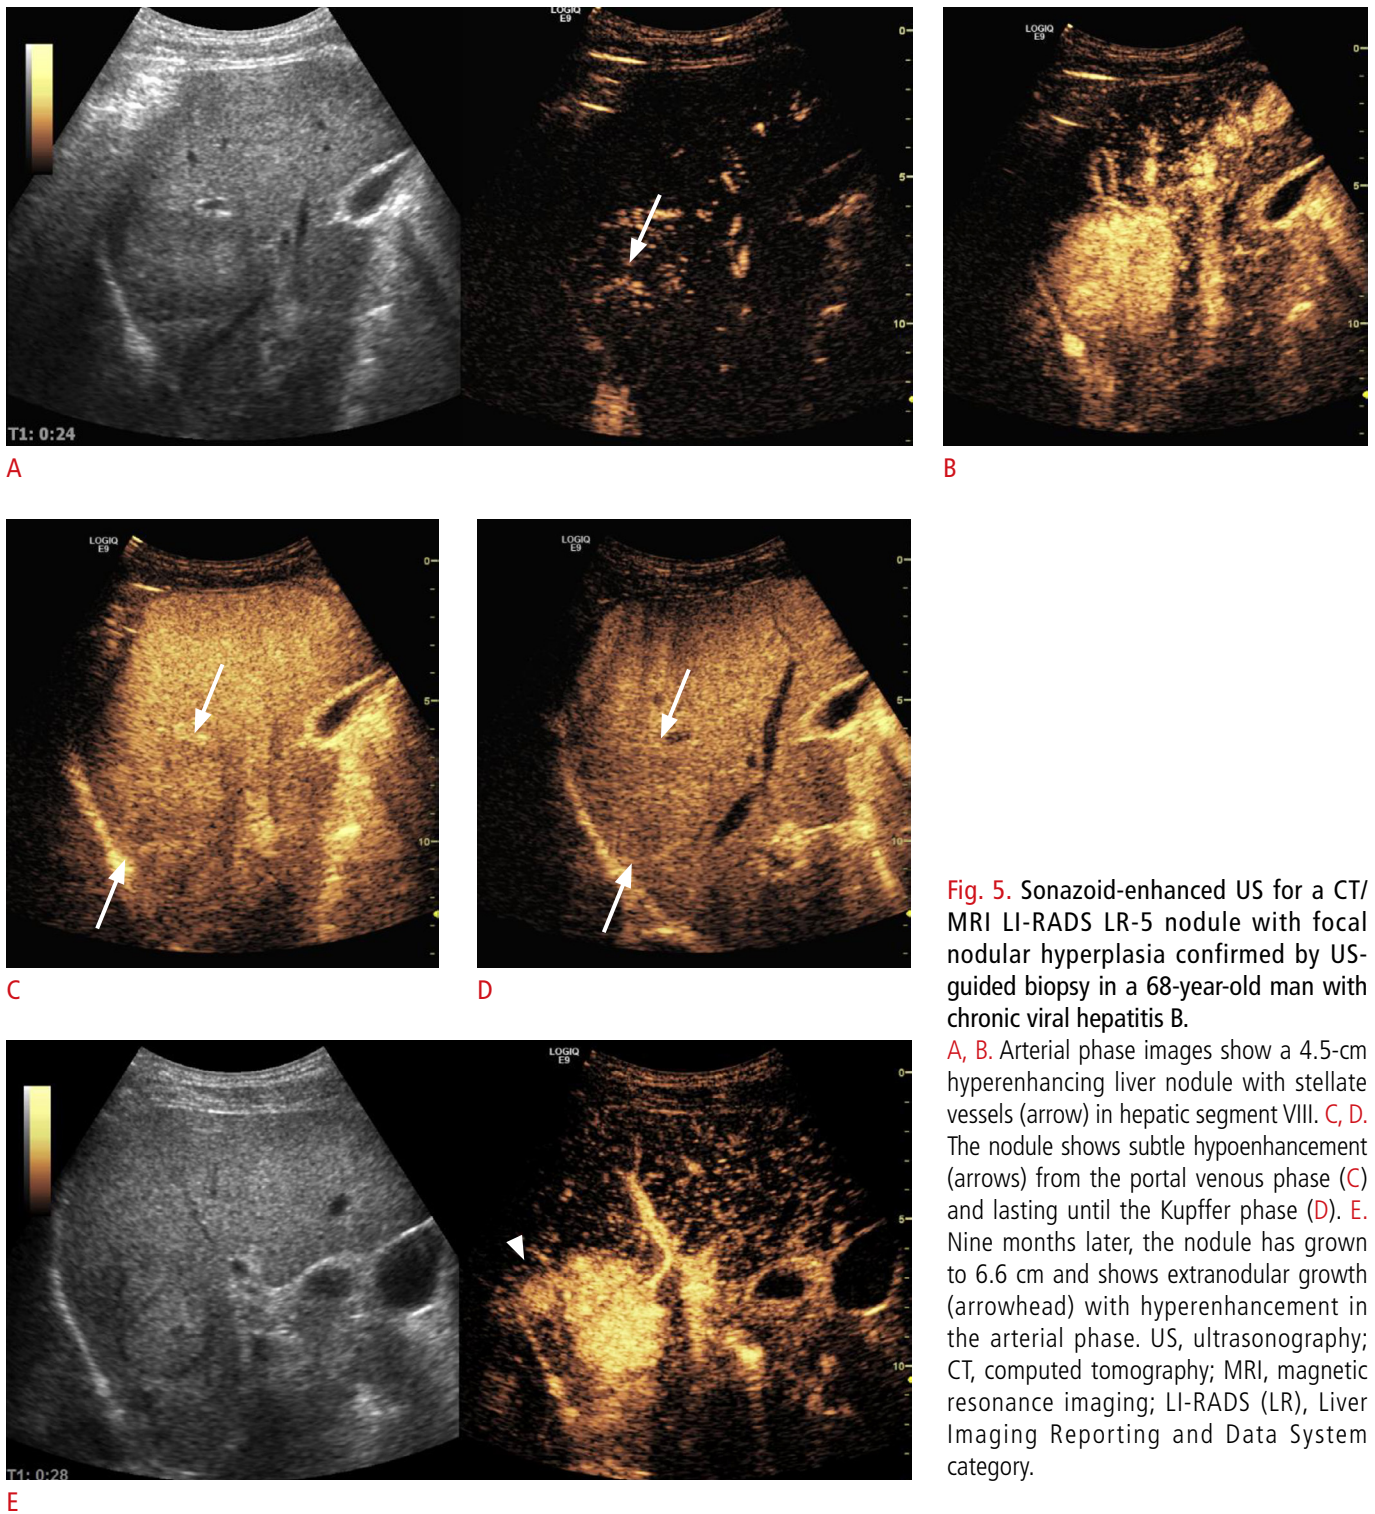 LOGIQ
E9
0
5
10
T1: 0:24
A
LOGIQ
E9
0
5
10
B
LOGIQ
E9
0
5
10
C
LOGIQ
E9
0
5
10
D
LOGIQ
E9
0
5
10
T1: 0:28
E
Fig. 5. Sonazoid-enhanced US for a CT/
MRI LI-RADS LR-5 nodule with focal
nodular hyperplasia confirmed by US-
guided biopsy in a 68-year-old man with
chronic viral hepatitis B.
A, B. Arterial phase images show a 4.5-cm
hyperenhancing liver nodule with stellate
vessels (arrow) in hepatic segment VIII. C, D.
The nodule shows subtle hypoenhancement
(arrows) from the portal venous phase (C)
and lasting until the Kupffer phase (D). E.
Nine months later, the nodule has grown
to 6.6 cm and shows extranodular growth
(arrowhead) with hyperenhancement in
the arterial phase. US, ultrasonography;
CT, computed tomography; MRI, magnetic
resonance imaging; LI-RADS (LR), Liver
Imaging Reporting and Data System
category.